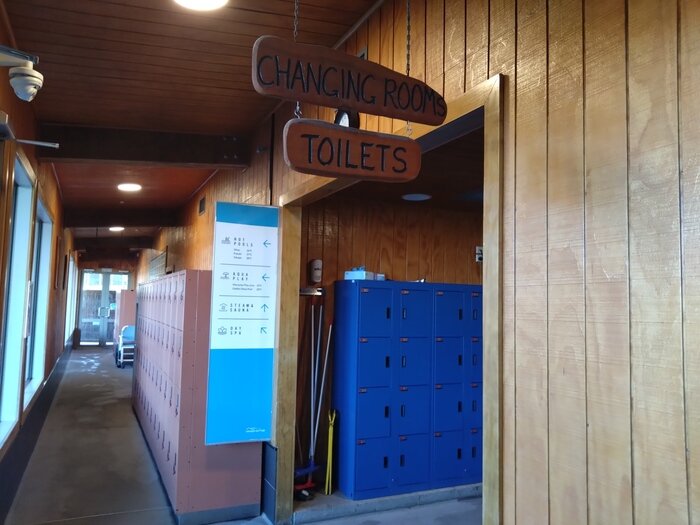 CHANGING ROOMS
TOILETS
HOT
POOLS
AQUA
PLAY
STEAM &
SAUNA
DAY
SPA